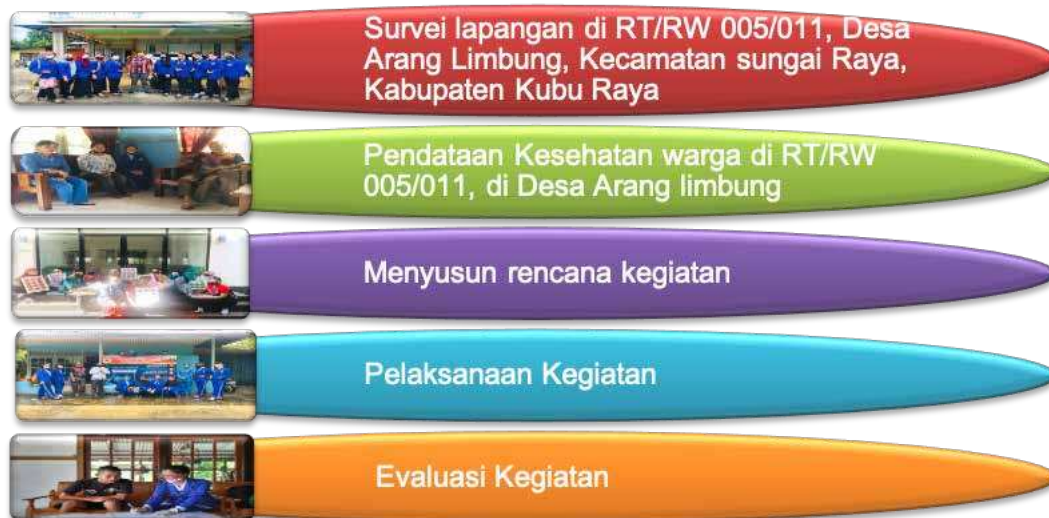 Survei lapangan di RT/RW 005/011, Desa
Arang Limbung, Kecamatan sungai Raya,
Kabupaten Kubu Raya
Pendataan Kesehatan warga di RT/RW
005/011, di Desa Arang limbung
Menyusun rencana kegiatan
Pelaksanaan Kegiatan
Evaluasi Kegiatan